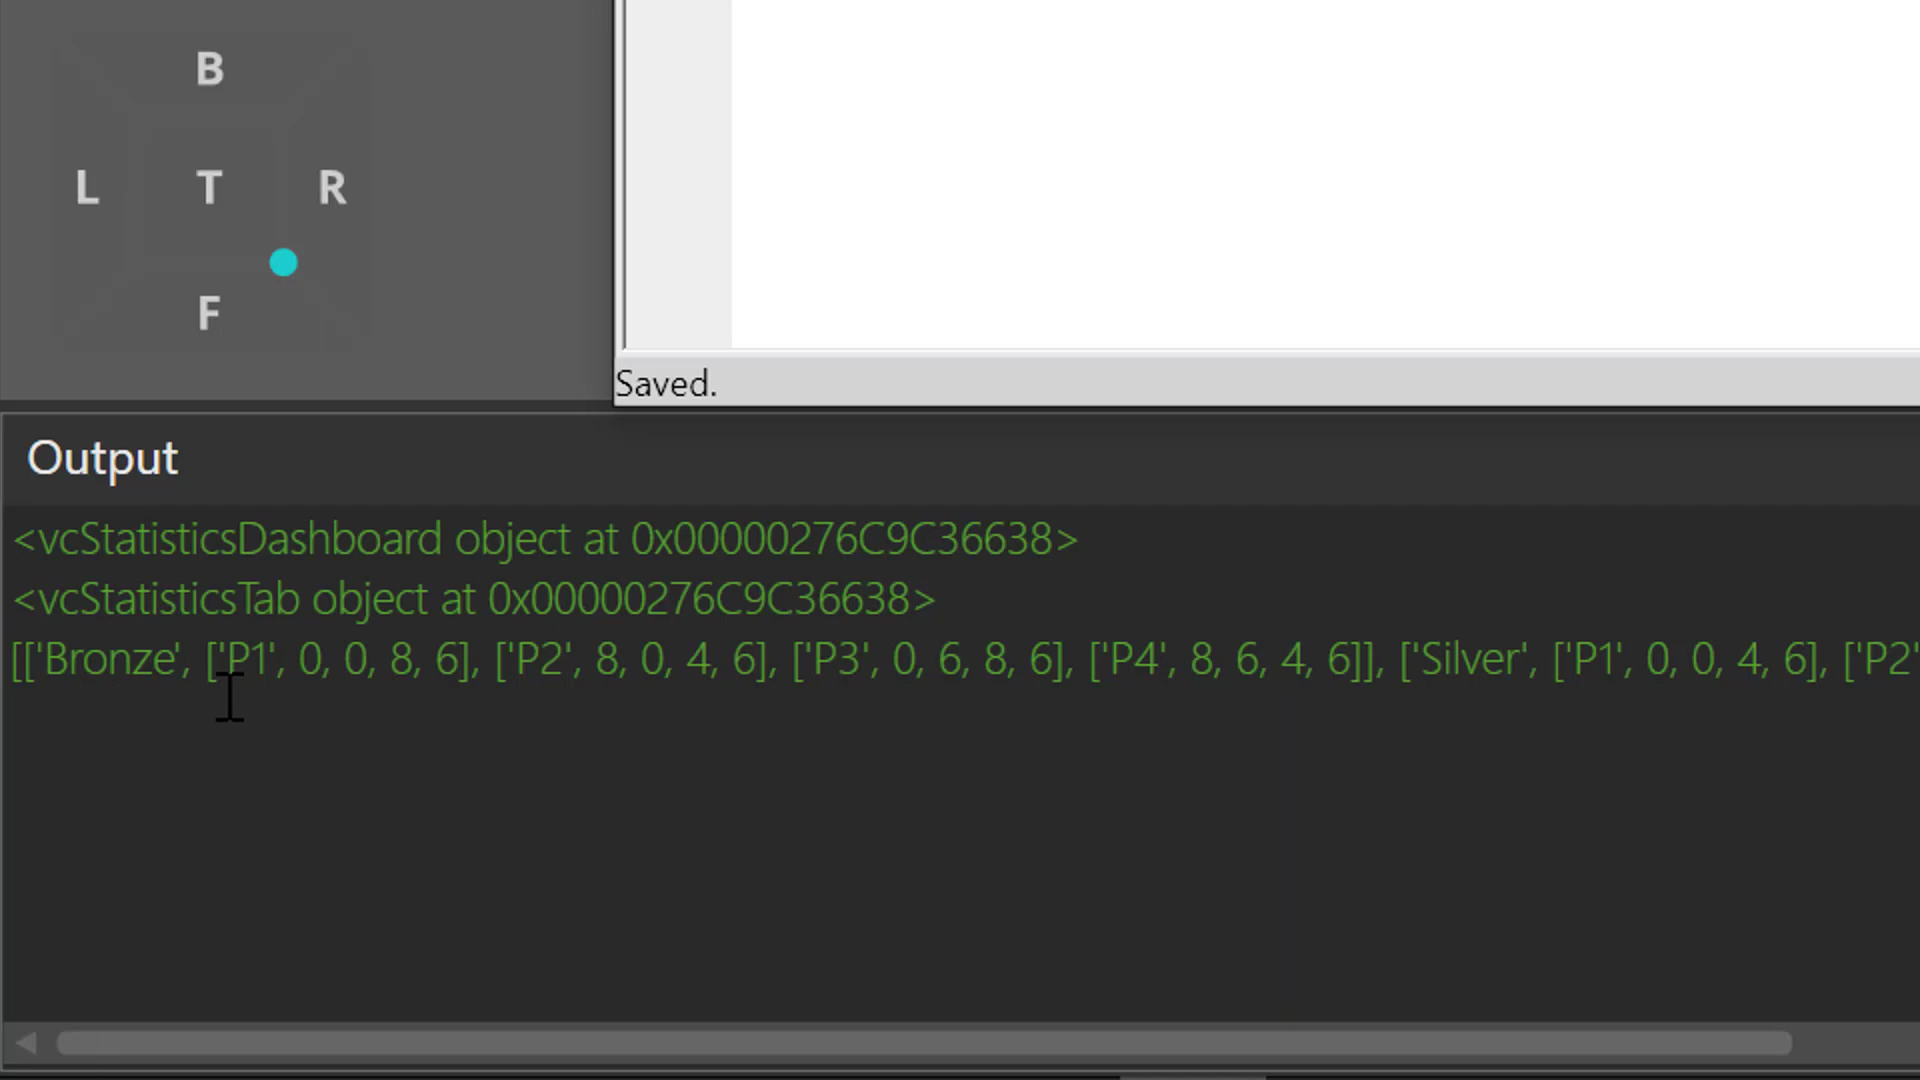 B
L T R
F
Saved.
Output
<vcStatisticsDashboard object at 0x00000276C9C36638>
<vcStatisticsTab object at 0x00000276C9C36638>
[['Bronze', ['P1', 0, 0, 8, 6], ['P2', 8, 0, 4, 6], ['P3', 0, 6, 8, 6], ['P4', 8, 6, 4, 6]], ['Silver', ['P1', 0, 0, 4, 6], ['P2'